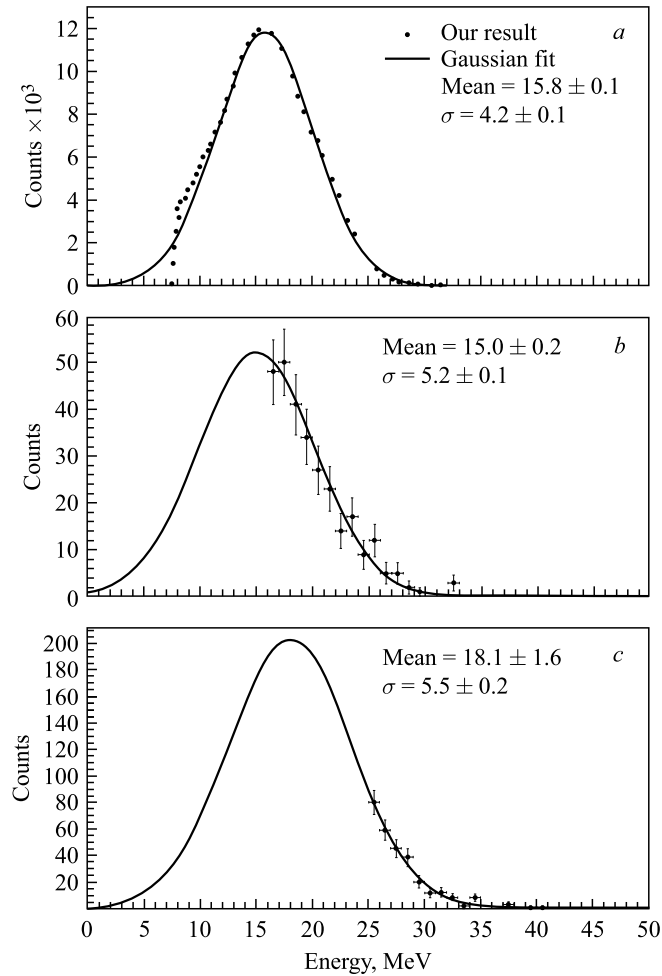 Our result
a
Gaussian fit
Mean = 15.8 ± 0.1
σ = 4.2 ± 0.1
Counts ×10³
12
10
8
6
4
2
0
Mean = 15.0 ± 0.2
b
σ = 5.2 ± 0.1
Counts
60
50
40
30
20
10
0
Mean = 18.1 ± 1.6
c
σ = 5.5 ± 0.2
Counts
200
180
160
140
120
100
80
60
40
20
0 5 10 15 20 25 30 35 40 45 50
Energy, MeV